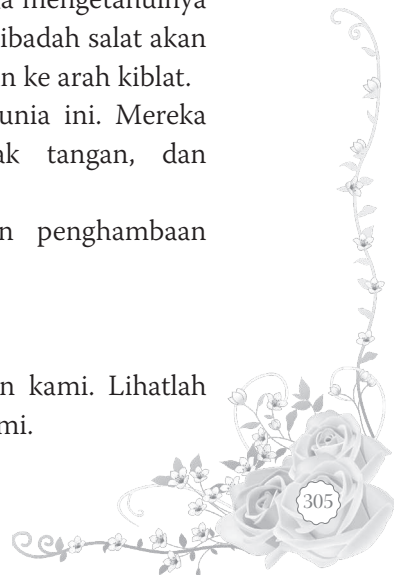 mengetahuinya
ibadah salat akan
n ke arah kiblat.
unia ini. Mereka
ak tangan, dan
n penghambaan
n kami. Lihatlah
mi.
305